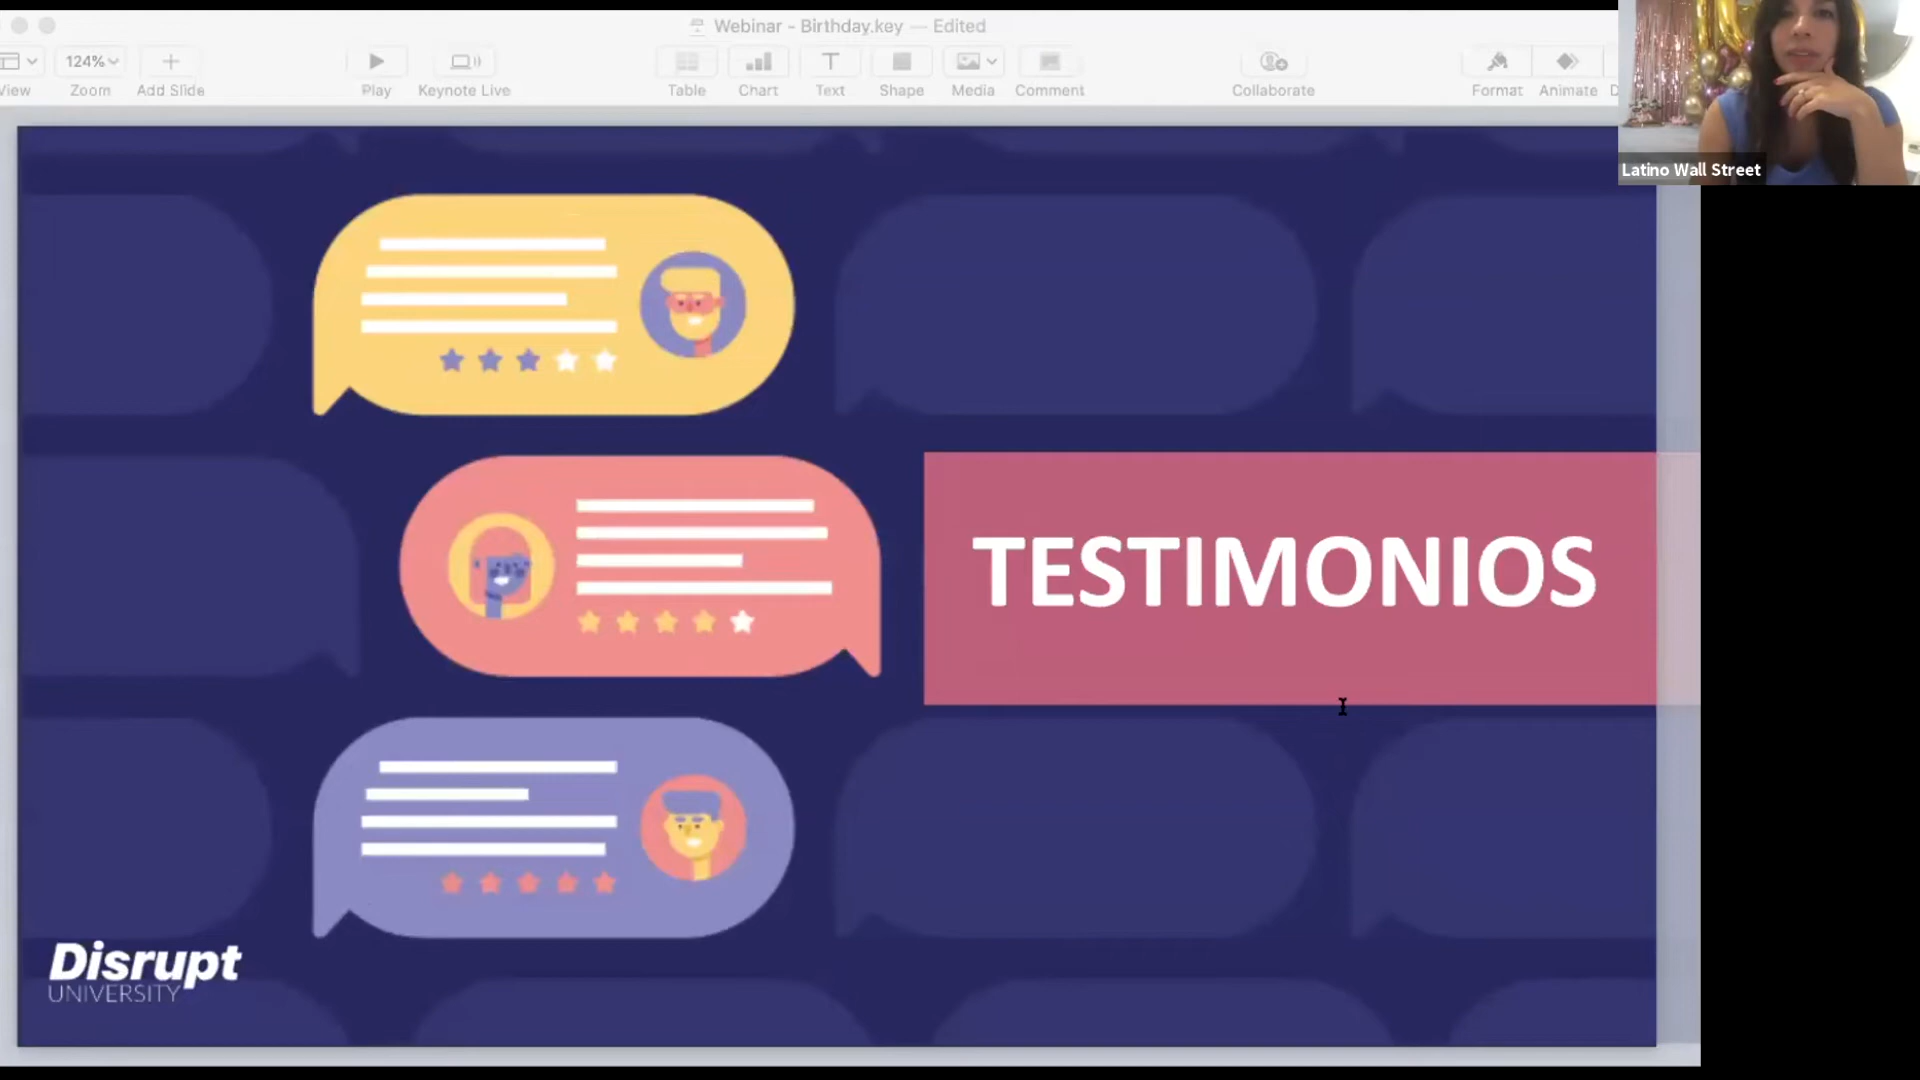 Webinar - Birthday.key — Edited
124%
View
Zoom
Add Slide
Play
Keynote Live
Table
Chart
Text
Shape
Media
Comment
Collaborate
Format
Animate
Latino Wall Street
TESTIMONIOS
Disrupt
UNIVERSITY